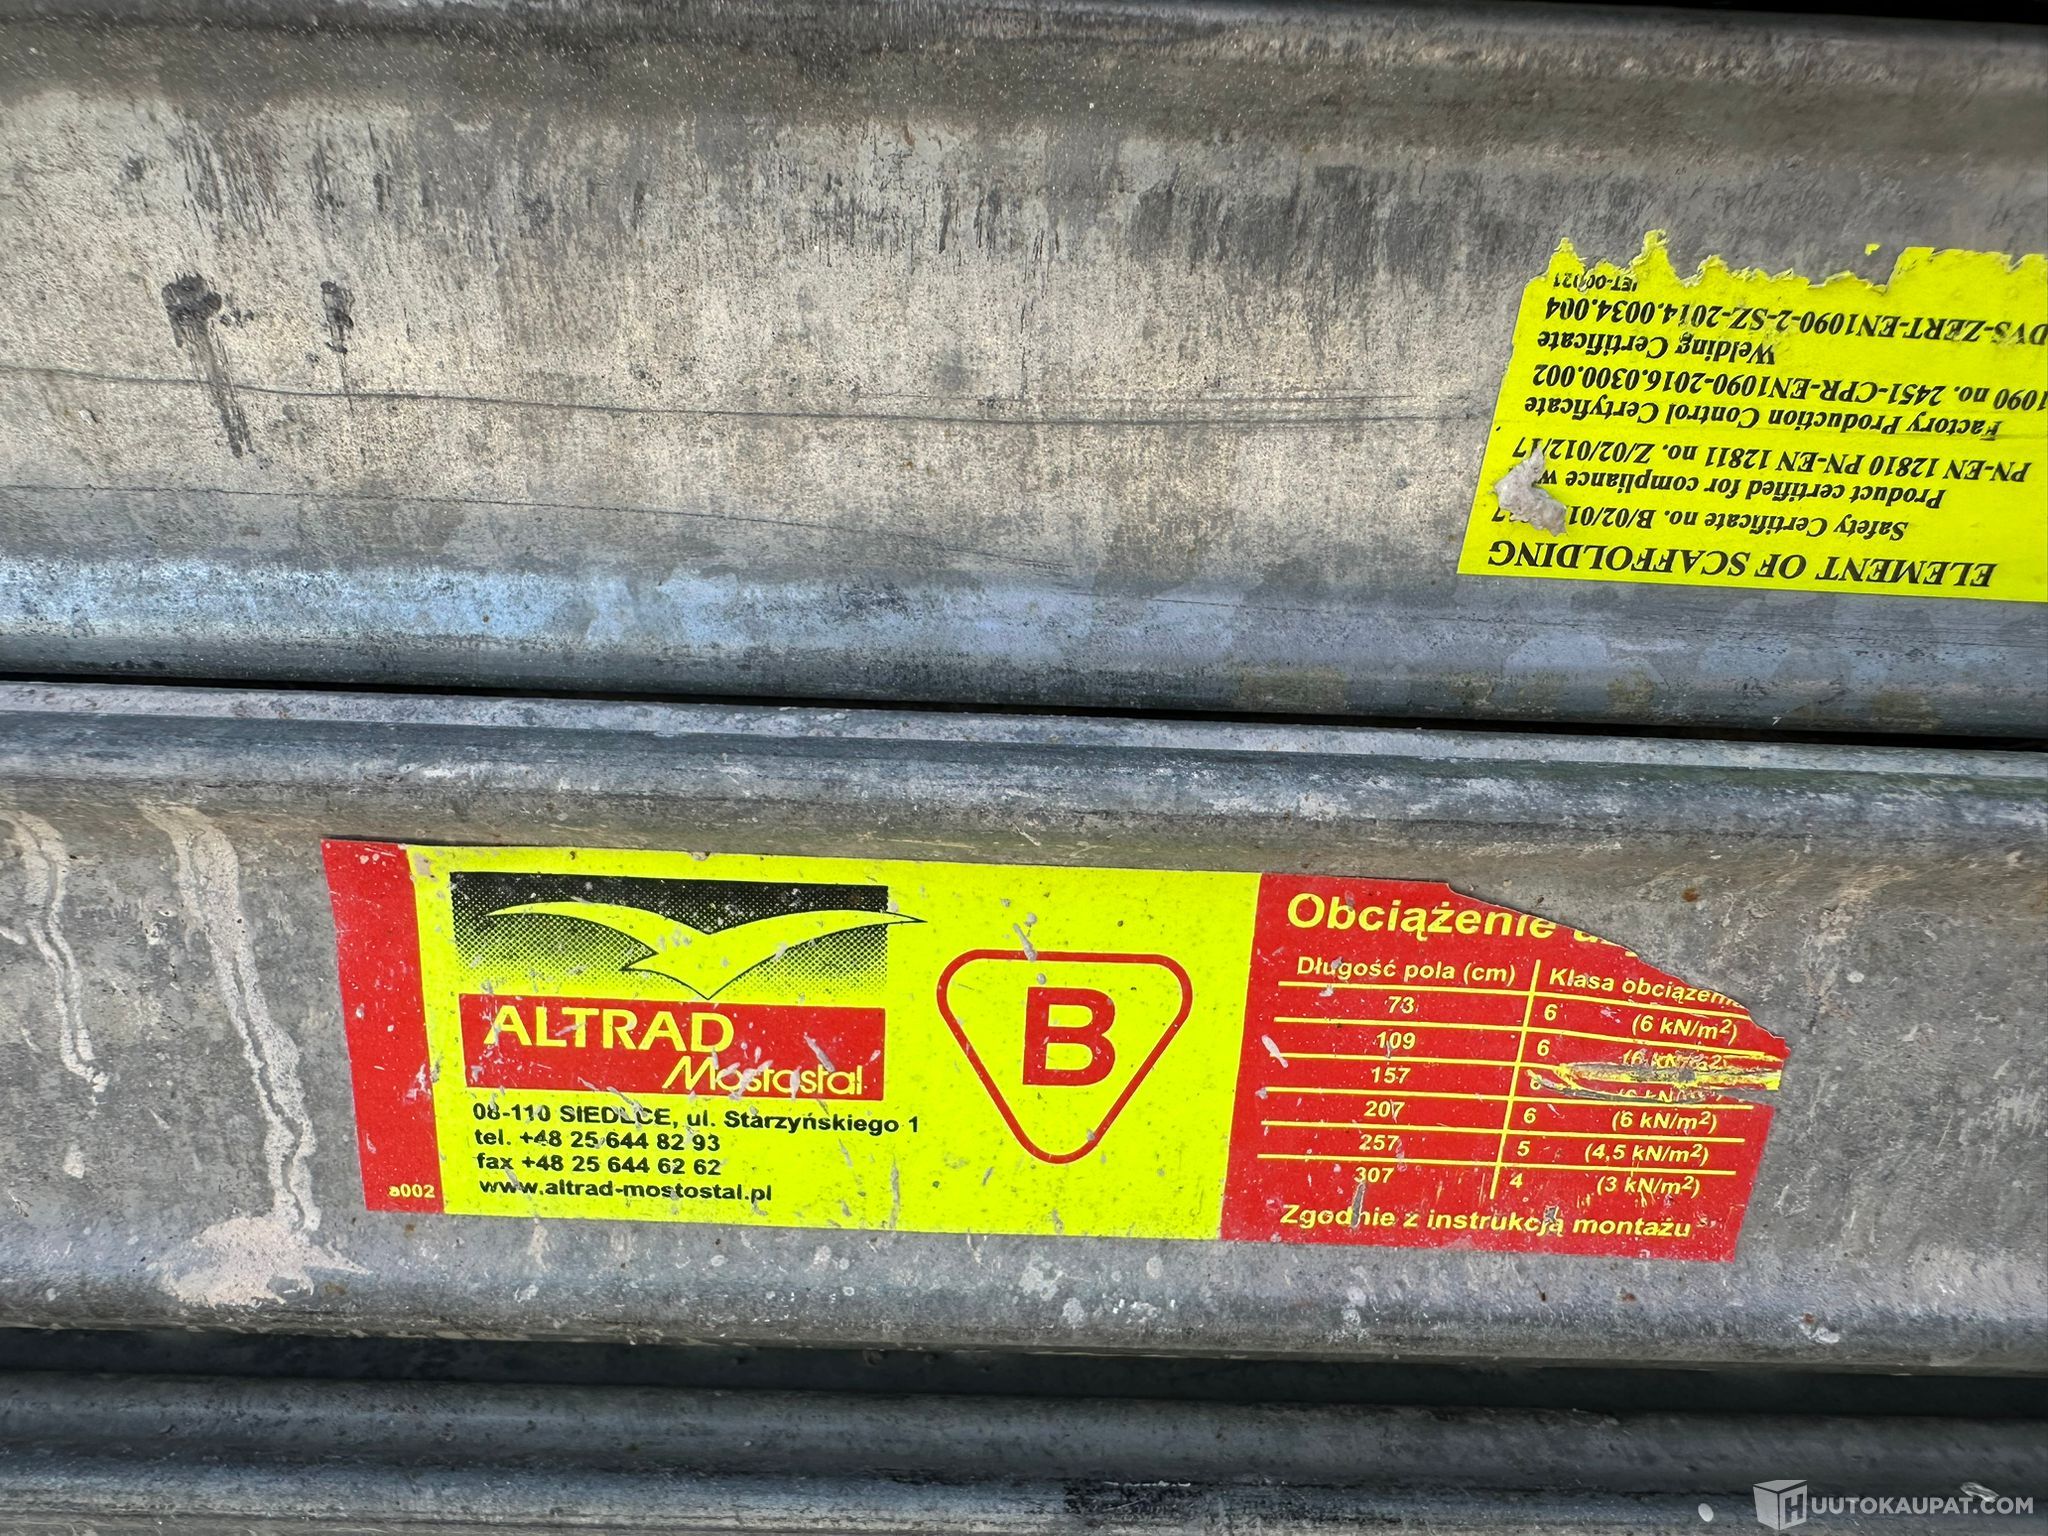 ELEMENT OF SCAFFOLDING
Safety Certificate no. B/02/01
Product certified for compliance w
PN-EN 12810 PN-EN 12811 no. Z/02/012/17
Factory Production Control Certyficate
1090 no. 2451-CPR-EN1090-2016.0300.002
Welding Certificate
DVS-ZERT-EN1090-2-SZ-2014.0034.004
ALTRAD
Mostostal
08-110 SIEDLCE, ul. Starzyńskiego 1
tel. +48 25 644 82 93
fax +48 25 644 62 62
www.altrad-mostostal.pl
a002
B
Obciążenie
Długość pola (cm) Klasa obciążeni
73 6 (6 kN/m²)
109 6 (6 kN/m²)
157
207 6 (6 kN/m²)
257 5 (4,5 kN/m²)
307 4 (3 kN/m²)
Zgodnie z instrukcją montażu
HUUTOKAUPAT.COM